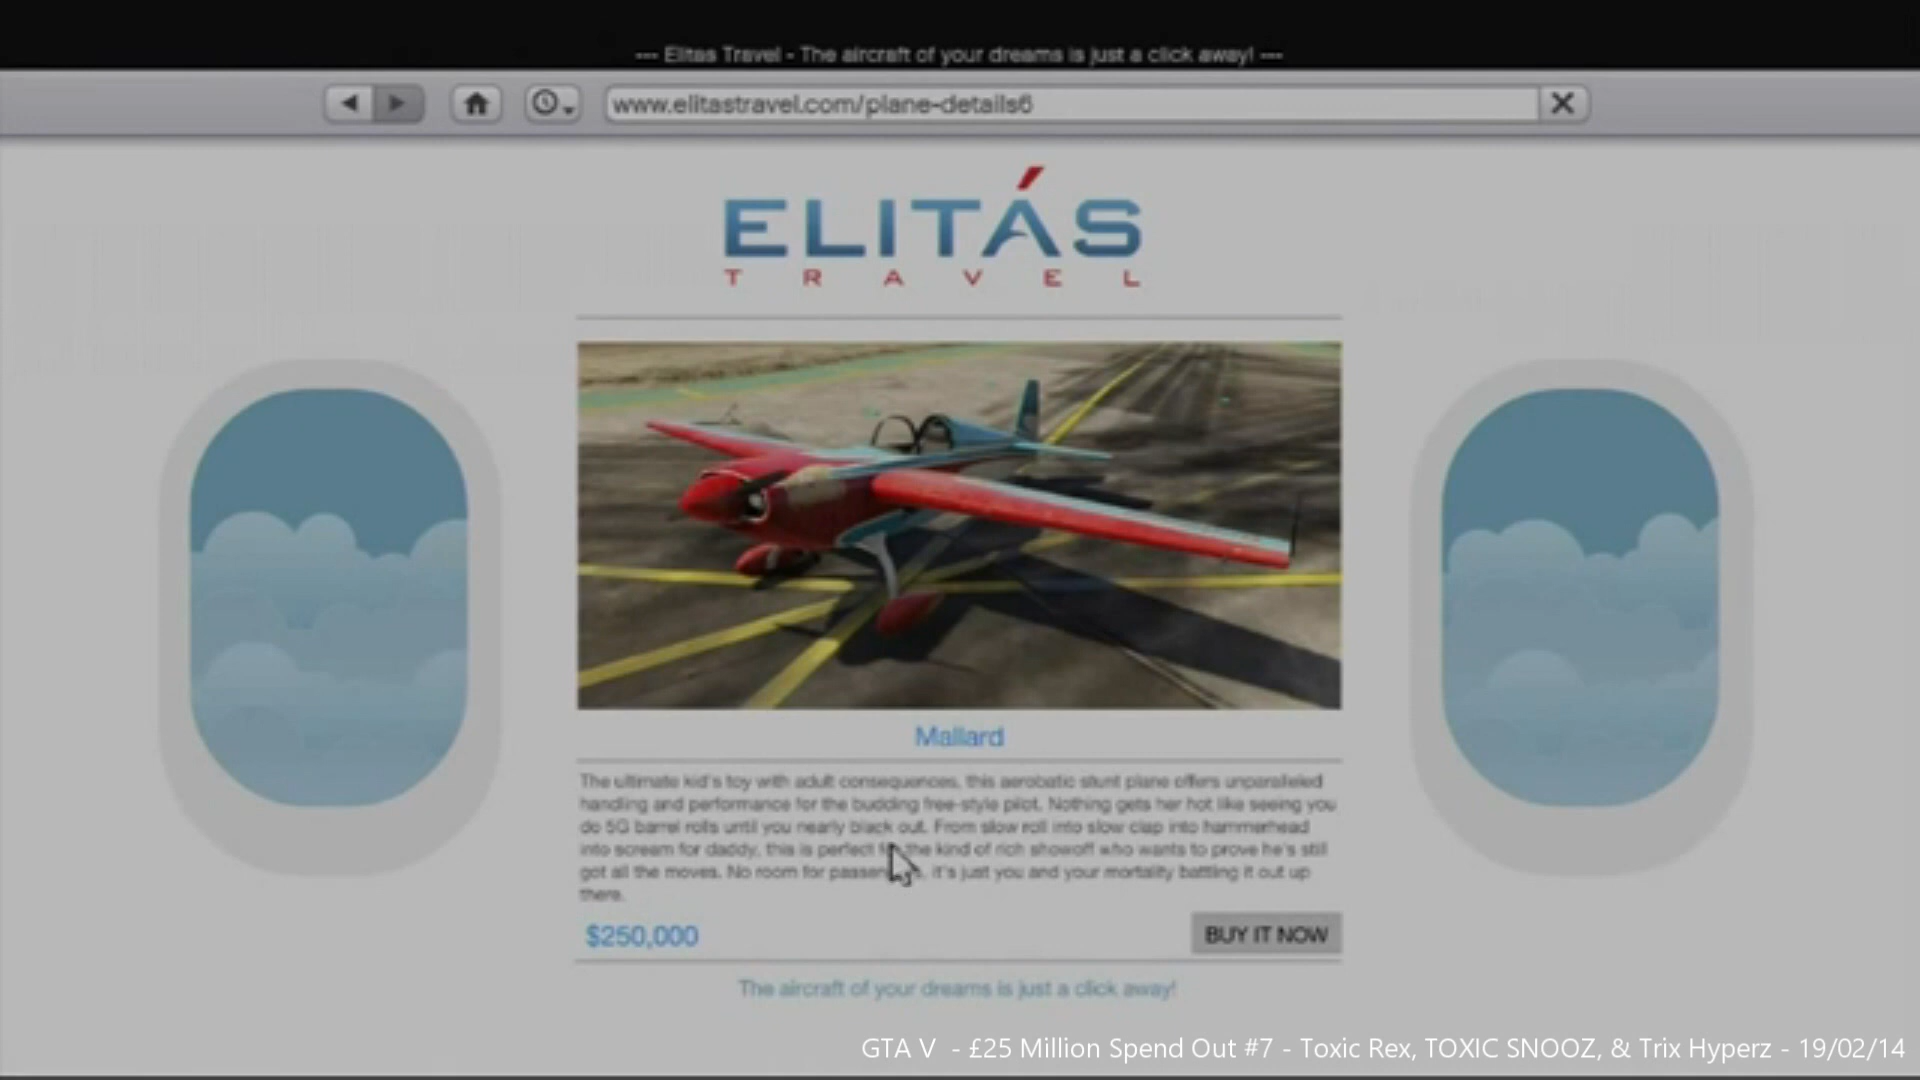 --- Elitas Travel - The aircraft of your dreams is just a click away! ---
www.elitastravel.com/plane-details6
ELITÁS
TRAVEL
Mallard
The ultimate kid's toy with adult consequences, this aerobatic stunt plane offers unparalleled
handling and performance for the budding free-style pilot. Nothing gets her hot like seeing you
do 5G barrel rolls until you nearly black out. From slow roll into slow clap into hammerhead
into scream for daddy, this is perfect the kind of rich showoff who wants to prove he's still
got all the moves. No room for it's just you and your mortality battling it out up
there.
$250,000
BUY IT NOW
The aircraft of your dreams is just a click away!
GTA V - £25 Million Spend Out #7 - Toxic Rex, TOXIC SNOOZ, & Trix Hyperz - 19/02/14